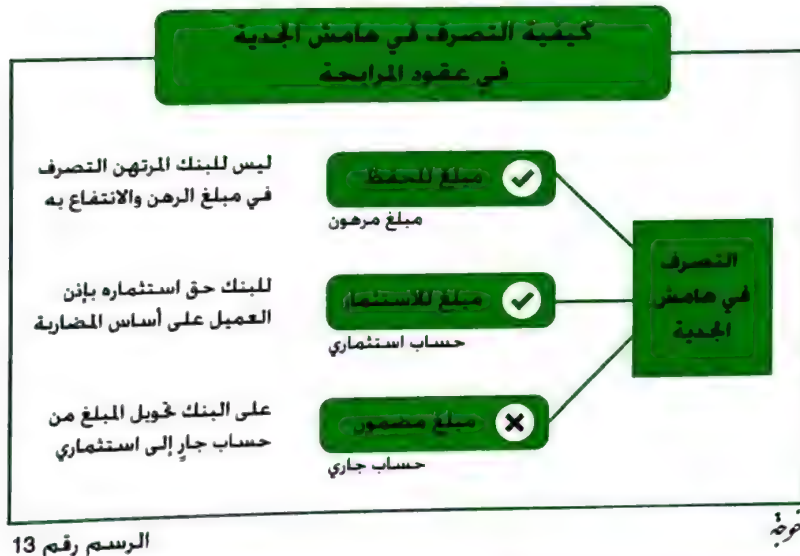 كيفية التصرف في هامش الجدية
في عقود المرابحة
التصرف
في هامش
الجدية
مبلغ للحفظ
مبلغ مرهون
ليس للبنك المرتهن التصرف
في مبلغ الرهن والانتفاع به
مبلغ للاستثمار
حساب استثماري
للبنك حق استثماره بإذن
العميل على أساس المضاربة
مبلغ مضمون
حساب جاري
على البنك تحويل المبلغ من
حساب جارٍ إلى استثماري
الرسم رقم 13